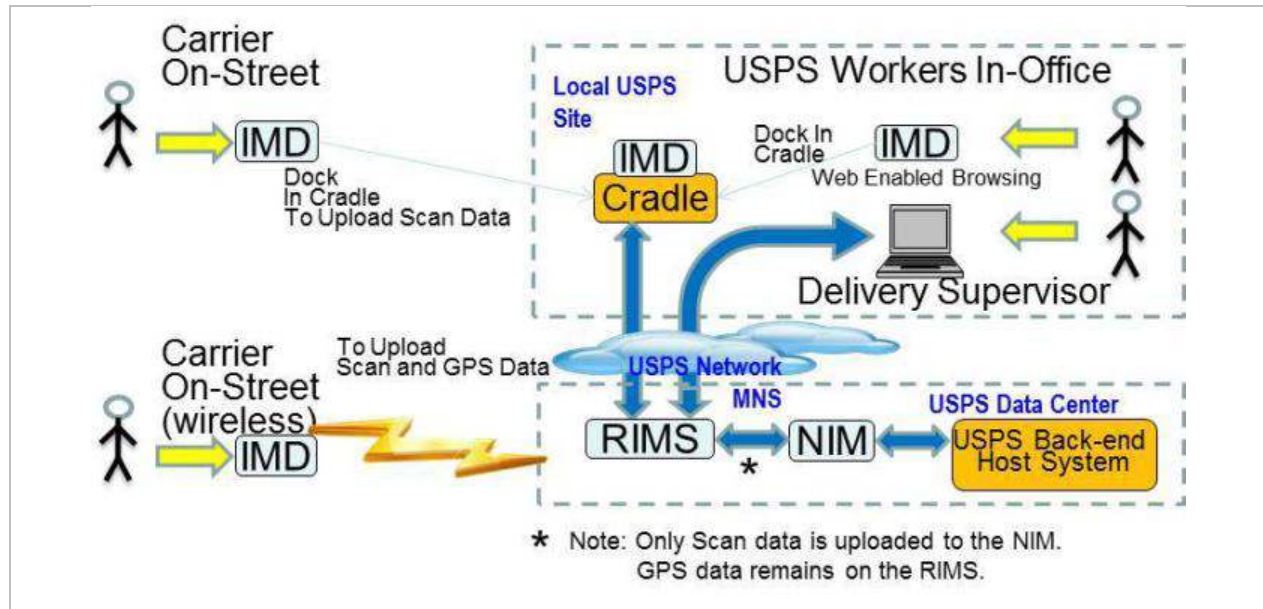 Carrier
On-Street
IMD
Dock
In Cradle
To Upload Scan Data
USPS Workers In-Office
Local USPS
Site
IMD
Cradle
Dock In
Cradle
IMD
Web Enabled Browsing
Delivery Supervisor
Carrier
On-Street
(wireless)
IMD
To Upload
Scan and GPS Data
USPS Network
MNS
USPS Data Center
RIMS
*
NIM
USPS Back-end
Host System
* Note: Only Scan data is uploaded to the NIM.
GPS data remains on the RIMS.